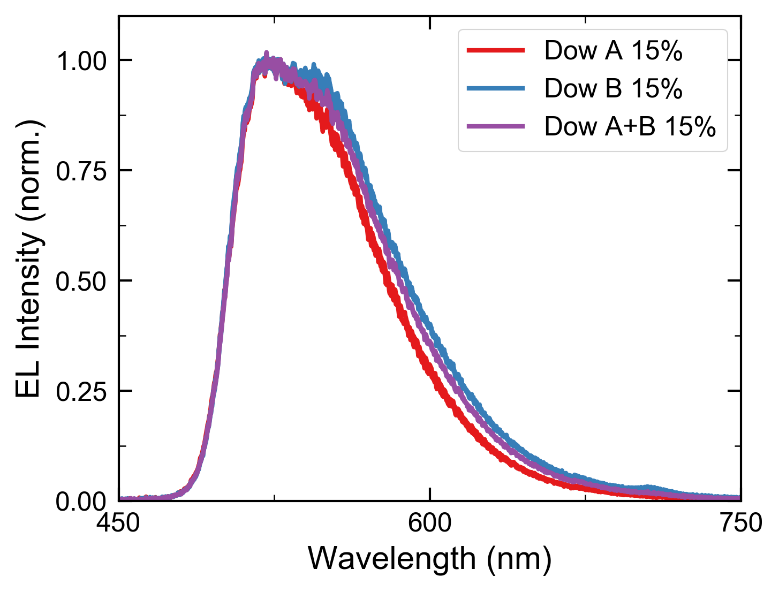 1.00
0.75
0.50
0.25
0.00
EL Intensity (norm.)
Dow A 15%
Dow B 15%
Dow A+B 15%
450
600
750
Wavelength (nm)